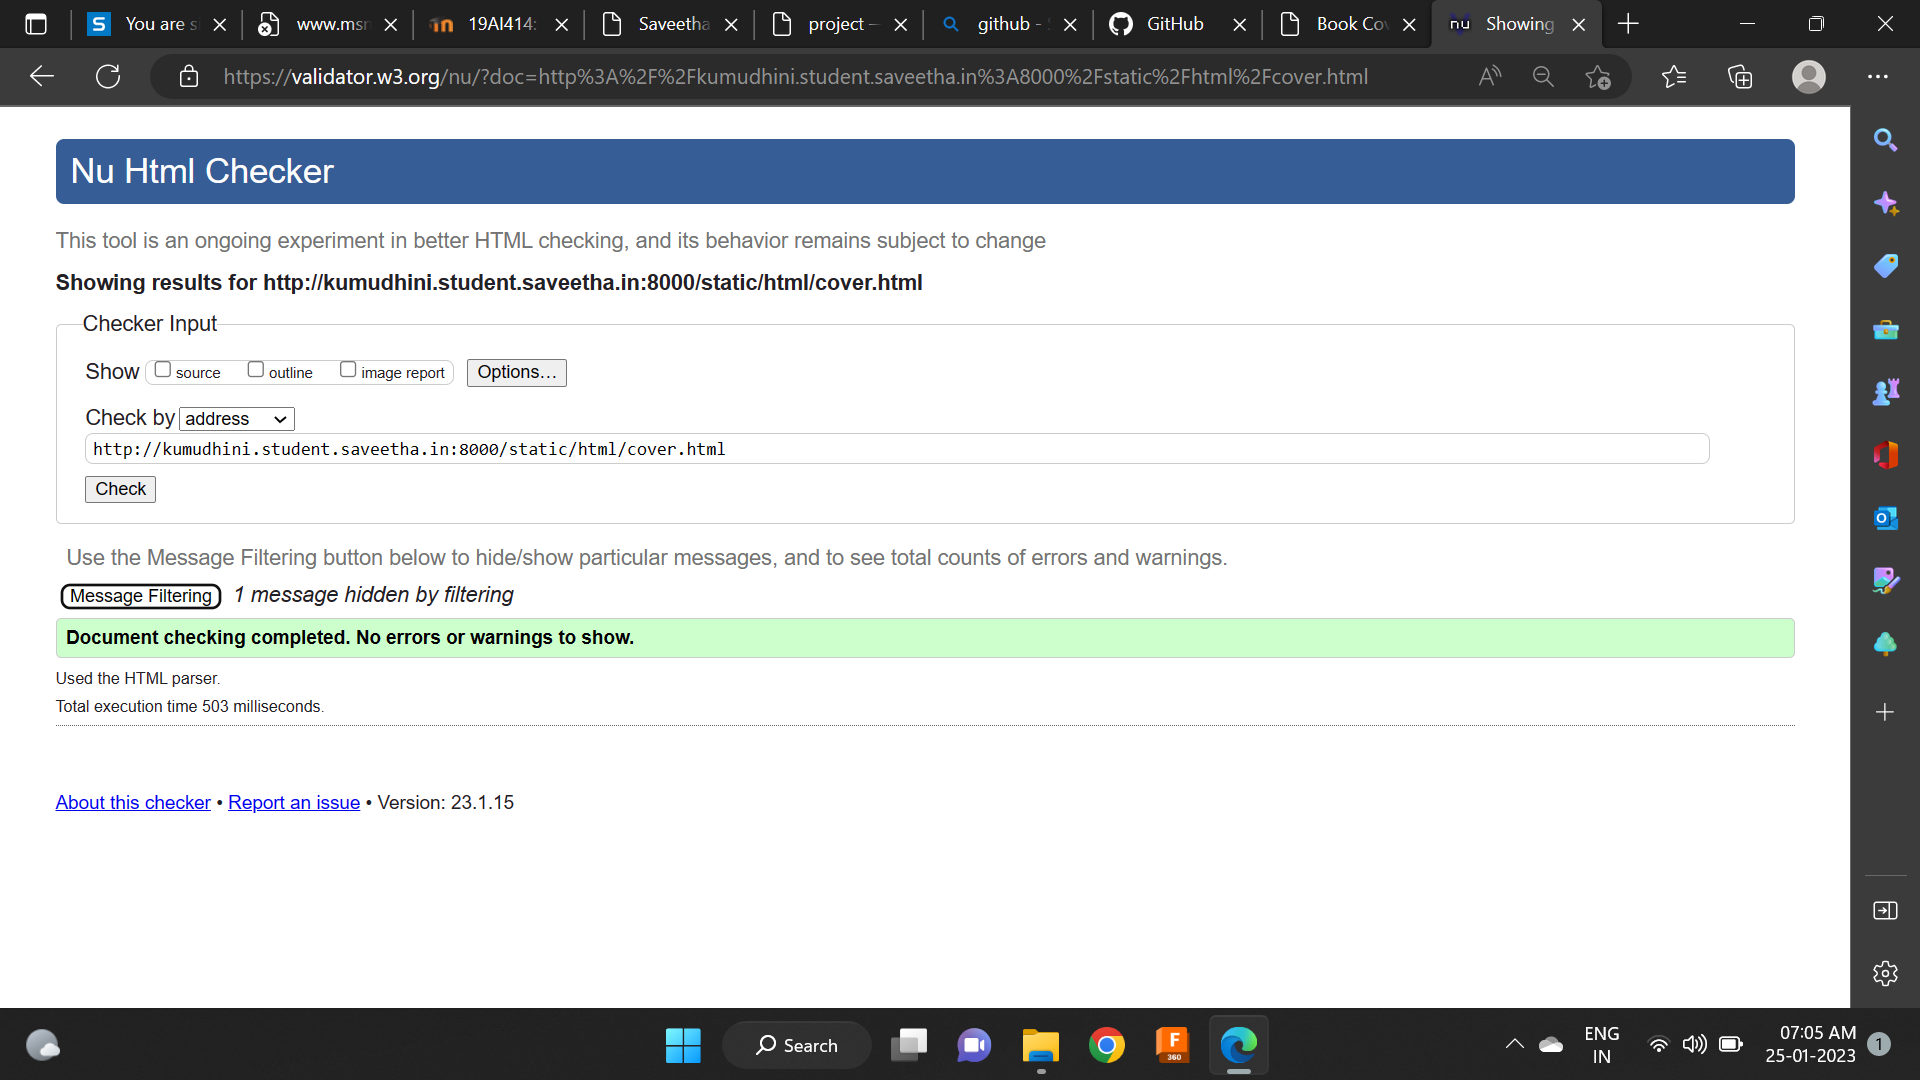 You are s
www.msn
19AI414:
Saveetha
project —
github -
GitHub
Book Cov
Showing
https://validator.w3.org/nu/?doc=http%3A%2F%2Fkumudhini.student.saveetha.in%3A8000%2Fstatic%2Fhtml%2Fcover.html
Nu Html Checker
This tool is an ongoing experiment in better HTML checking, and its behavior remains subject to change
Showing results for http://kumudhini.student.saveetha.in:8000/static/html/cover.html
Checker Input
Show source outline image report Options…
Check by address
http://kumudhini.student.saveetha.in:8000/static/html/cover.html
Check
Use the Message Filtering button below to hide/show particular messages, and to see total counts of errors and warnings.
Message Filtering 1 message hidden by filtering
Document checking completed. No errors or warnings to show.
Used the HTML parser.
Total execution time 503 milliseconds.
About this checker • Report an issue • Version: 23.1.15
Search
F
360
ENG
IN
07:05 AM
25-01-2023
1